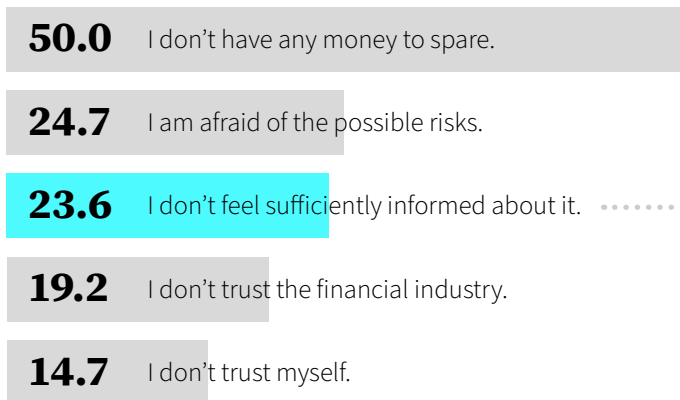 50.0 I don’t have any money to spare.
24.7 I am afraid of the possible risks.
23.6 I don’t feel sufficiently informed about it.
19.2 I don’t trust the financial industry.
14.7 I don’t trust myself.